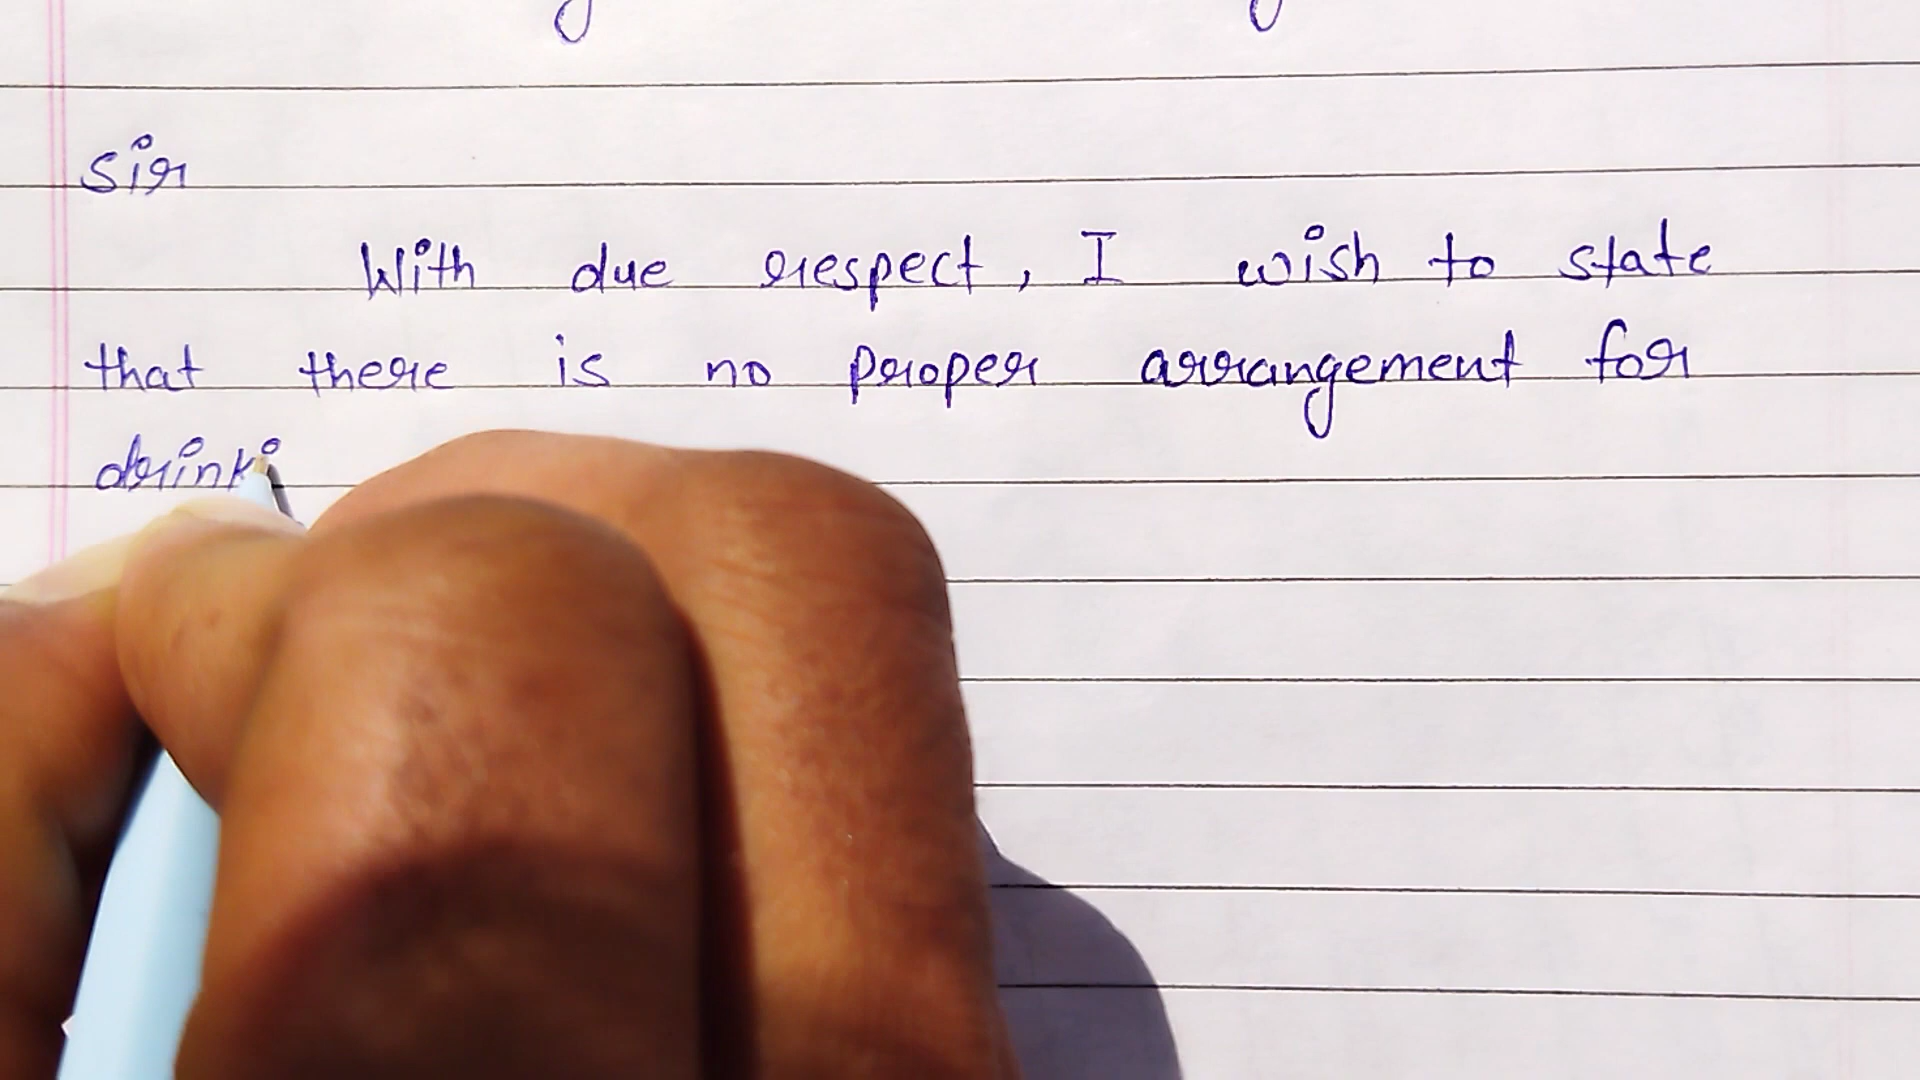 sir
With due respect, I wish to state
that there is no proper arrangement for
drinki